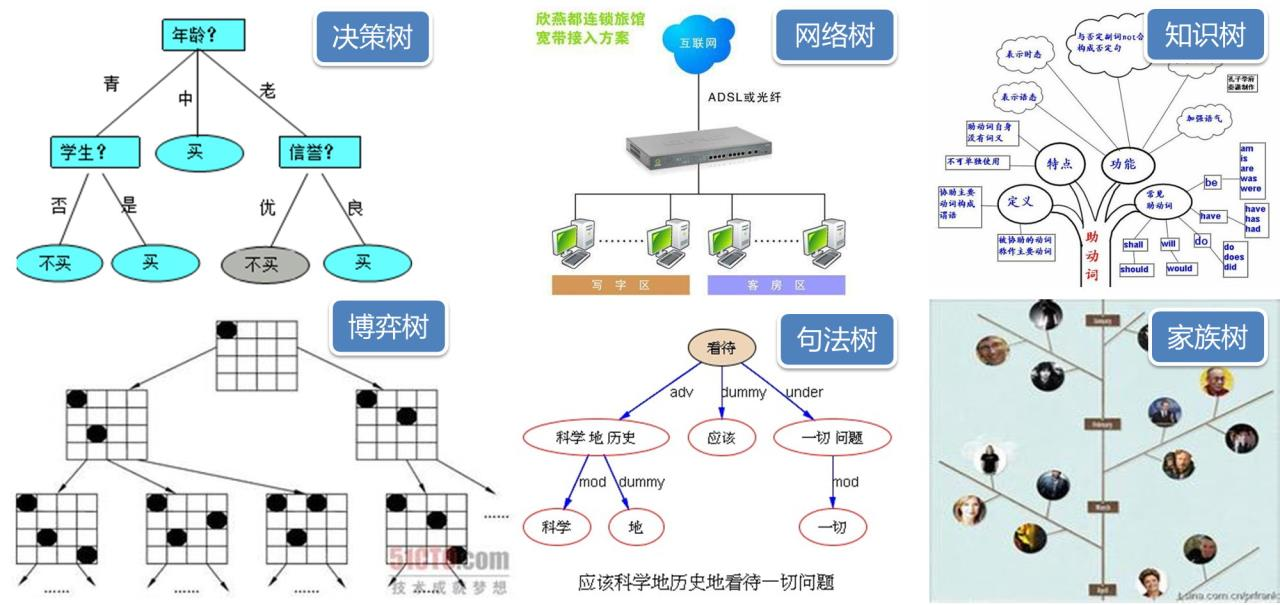 年龄?
决策树
青
中
老
学生?
买
信誉?
否
是
优
良
不买
买
不买
买
欣燕都连锁旅馆
宽带接入方案
互联网
网络树
ADSL或光纤
写 字 区
客 房 区
知识树
表示时态
与否定副词not合
构成否定句
孔子学府
表示语态
加强语气
助动词自身
没有词义
不可单独使用
特点
功能
协助主要
动词构成
谓语
定义
被协助的动词
称作主要动词
常见
助动词
be
am
is
are
was
were
have
have
has
had
do
do
does
did
shall
should
will
would
助动词
博弈树
......
......
......
......
......
51CTO.com
技术成就梦想
句法树
看待
adv
dummy
under
科学 地 历史
应该
一切 问题
mod
dummy
mod
科学
地
一切
应该科学地历史地看待一切问题
家族树
January
February
March
April